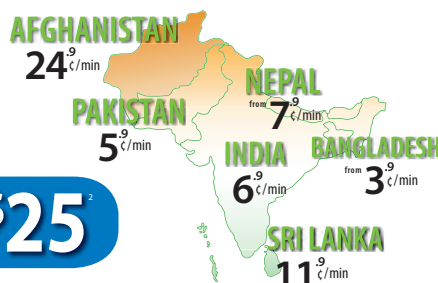 AFGHANISTAN
24.9¢/min
NEPAL
from 7.9¢/min
PAKISTAN
5.9¢/min
INDIA
6.9¢/min
BANGLADESH
from 3.9¢/min
$25²
SRI LANKA
11.9¢/min